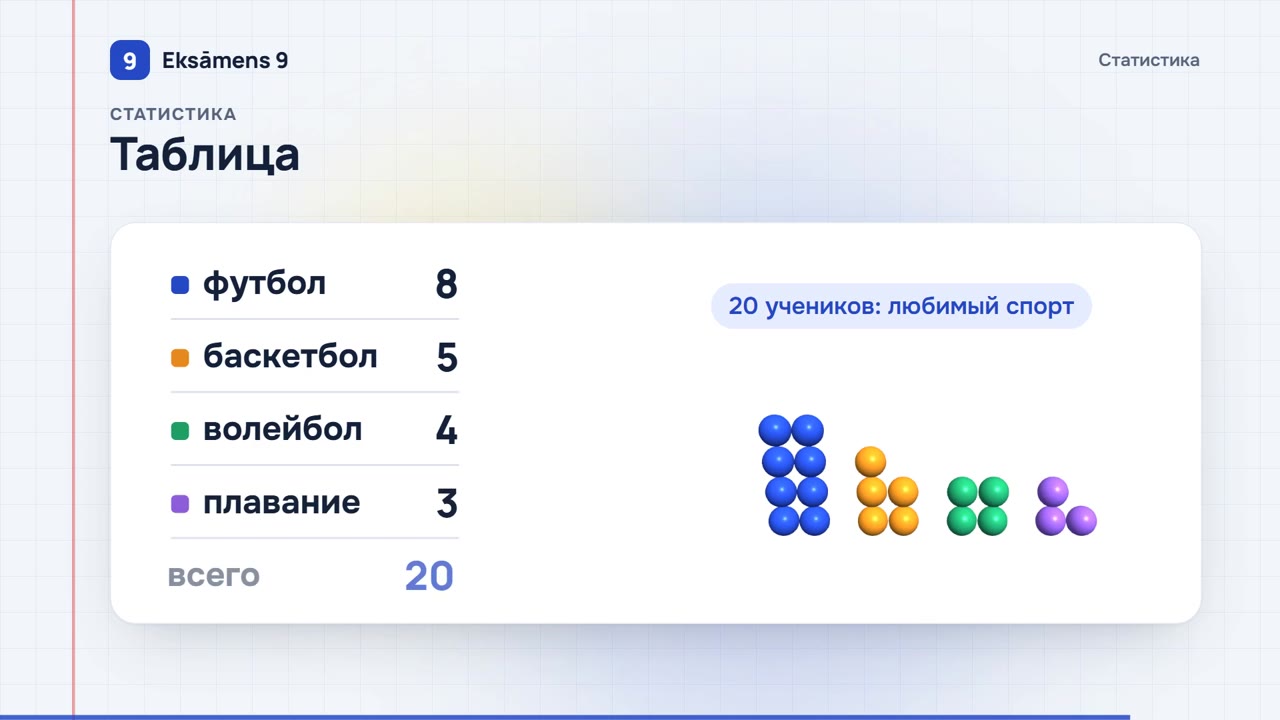 9 Eksāmens 9
Статистика
СТАТИСТИКА
Таблица
футбол 8
баскетбол 5
волейбол 4
плавание 3
всего 20
20 учеников: любимый спорт